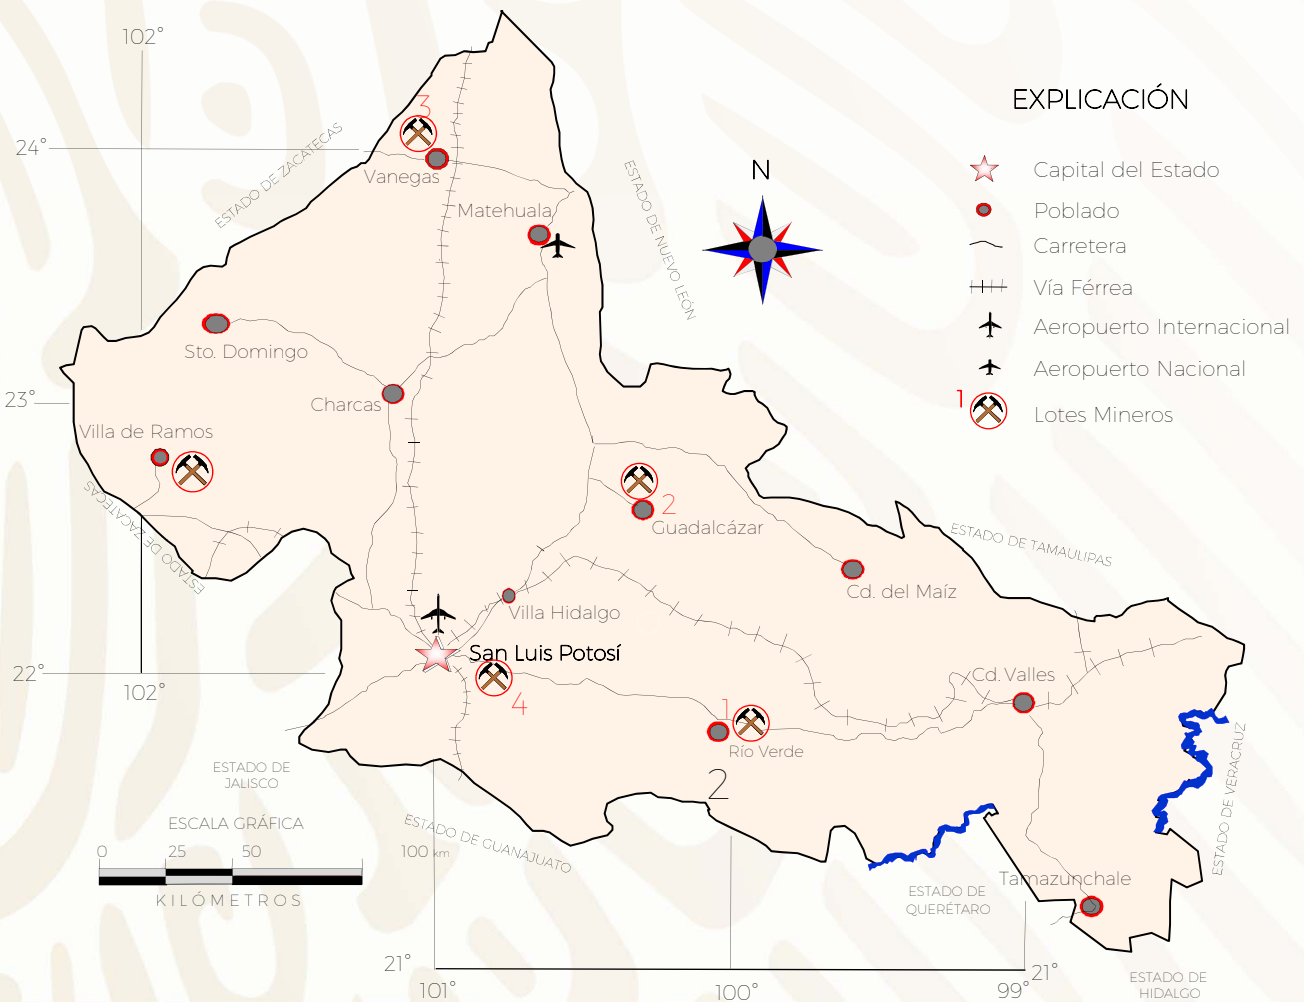 102°
EXPLICACIÓN
3
24°
ESTADO DE ZACATECAS
Vanegas
N
Capital del Estado
Matehuala
Poblado
ESTADO DE NUEVO LEÓN
Carretera
Vía Férrea
Aeropuerto Internacional
Sto. Domingo
Aeropuerto Nacional
23°
Charcas
1
Lotes Mineros
Villa de Ramos
ESTADO DE ZACATECAS
2
Guadalcázar
ESTADO DE TAMAULIPAS
Cd. del Maíz
Villa Hidalgo
San Luis Potosí
22°
102°
4
Cd. Valles
1
Río Verde
2
ESTADO DE
JALISCO
ESTADO DE VERACRUZ
ESCALA GRÁFICA
0 25 50 100 km
KILÓMETROS
ESTADO DE GUANAJUATO
Tamazunchale
ESTADO DE
QUERÉTARO
21°
21°
101°
100°
99°
ESTADO DE
HIDALGO